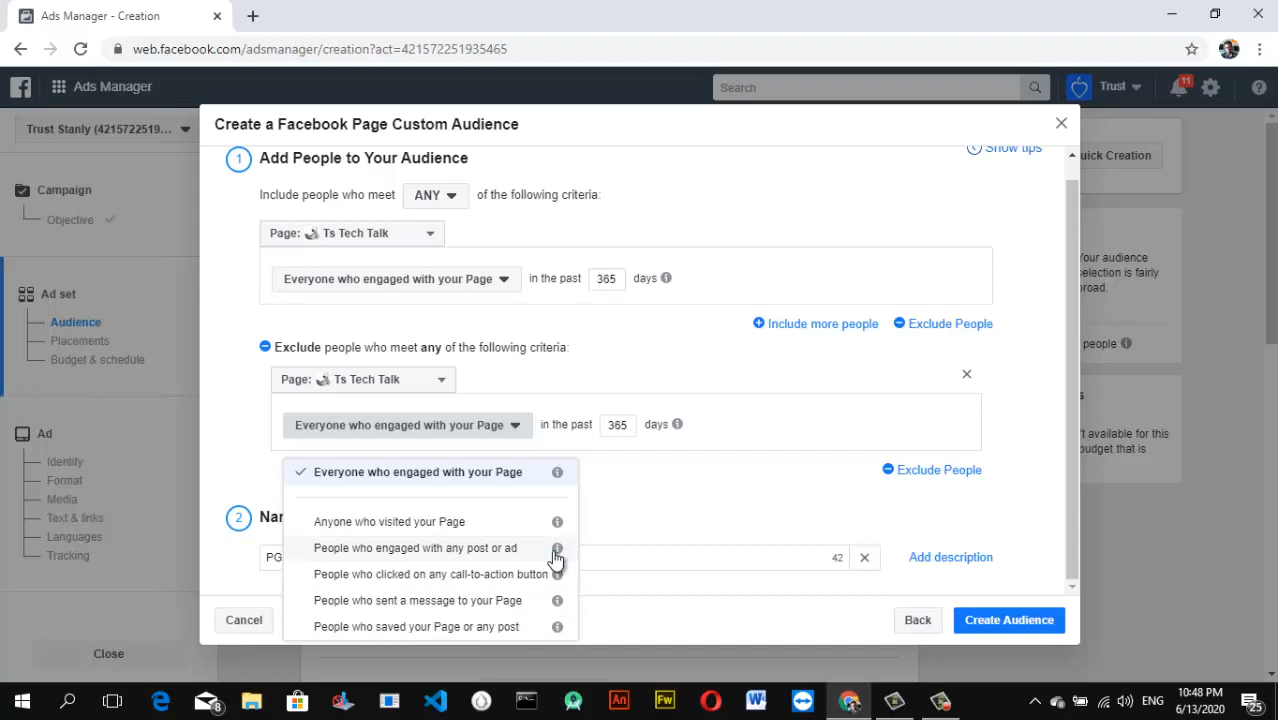 Ads Manager - Creation
web.facebook.com/adsmanager/creation?act=421572251935465
Ads Manager
Search
Trust
11
Trust Stanly (4215722519...
Create a Facebook Page Custom Audience
Campaign
Objective
Ad set
Audience
Placements
Budget & schedule
Ad
Identity
Format
Media
Text & links
Languages
Tracking
Close
1
Add People to Your Audience
Show tips
Include people who meet ANY of the following criteria:
Page: Ts Tech Talk
Everyone who engaged with your Page in the past 365 days
Include more people Exclude People
Exclude people who meet any of the following criteria:
Page: Ts Tech Talk
Everyone who engaged with your Page in the past 365 days
Exclude People
Everyone who engaged with your Page
Anyone who visited your Page
People who engaged with any post or ad
People who clicked on any call-to-action button
People who sent a message to your Page
People who saved your Page or any post
2
PG
42
Add description
Cancel
Back
Create Audience
Creation
Your audience
selection is fairly
people
available for this
budget that is
8
An
Fw
ENG
10:48 PM
6/13/2020
25